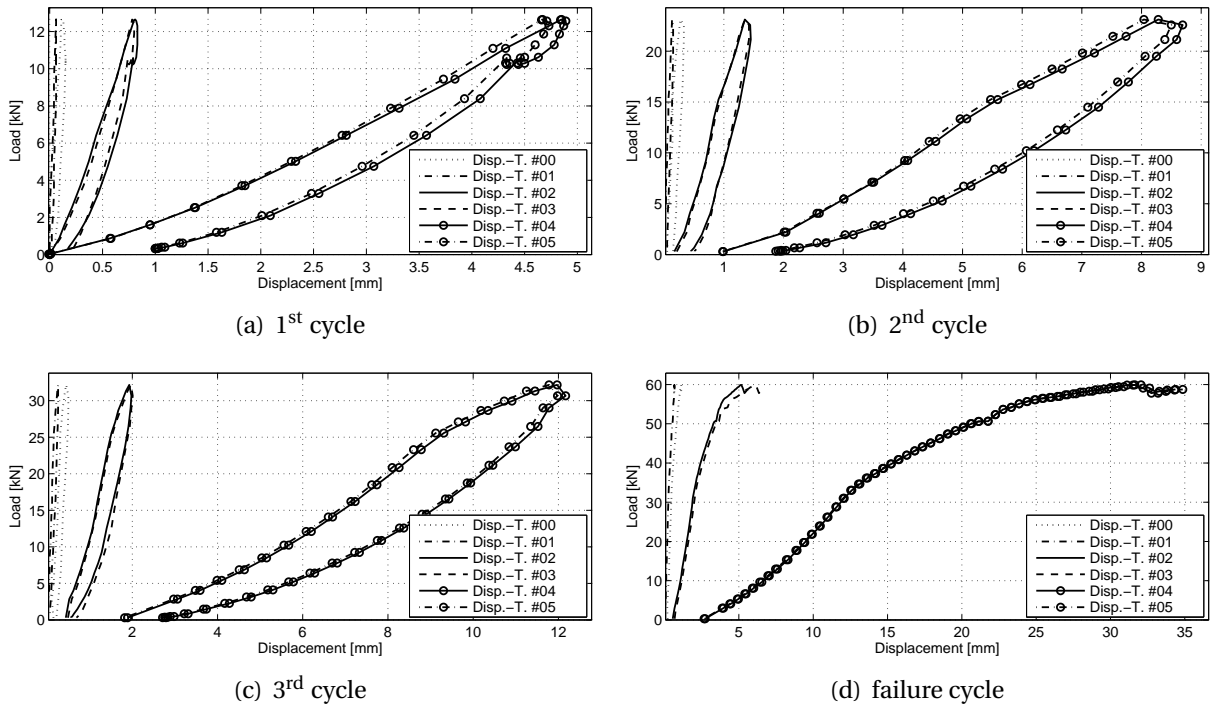 Load [kN]
12
10
8
6
4
2
0
0 0.5 1 1.5 2 2.5 3 3.5 4 4.5 5
Displacement [mm]
Disp.−T. #00
Disp.−T. #01
Disp.−T. #02
Disp.−T. #03
Disp.−T. #04
Disp.−T. #05
(a) 1st cycle
Load [kN]
20
15
10
5
0
1 2 3 4 5 6 7 8 9
Displacement [mm]
Disp.−T. #00
Disp.−T. #01
Disp.−T. #02
Disp.−T. #03
Disp.−T. #04
Disp.−T. #05
(b) 2nd cycle
Load [kN]
30
25
20
15
10
5
0
2 4 6 8 10 12
Displacement [mm]
Disp.−T. #00
Disp.−T. #01
Disp.−T. #02
Disp.−T. #03
Disp.−T. #04
Disp.−T. #05
(c) 3rd cycle
Load [kN]
60
50
40
30
20
10
0
5 10 15 20 25 30 35
Displacement [mm]
Disp.−T. #00
Disp.−T. #01
Disp.−T. #02
Disp.−T. #03
Disp.−T. #04
Disp.−T. #05
(d) failure cycle